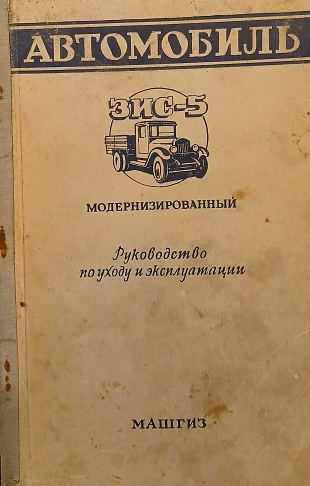 АВТОМОБИЛЬ
ЗИС-5
МОДЕРНИЗИРОВАННЫЙ
Руководство
по уходу и эксплуатации
МАШГИЗ